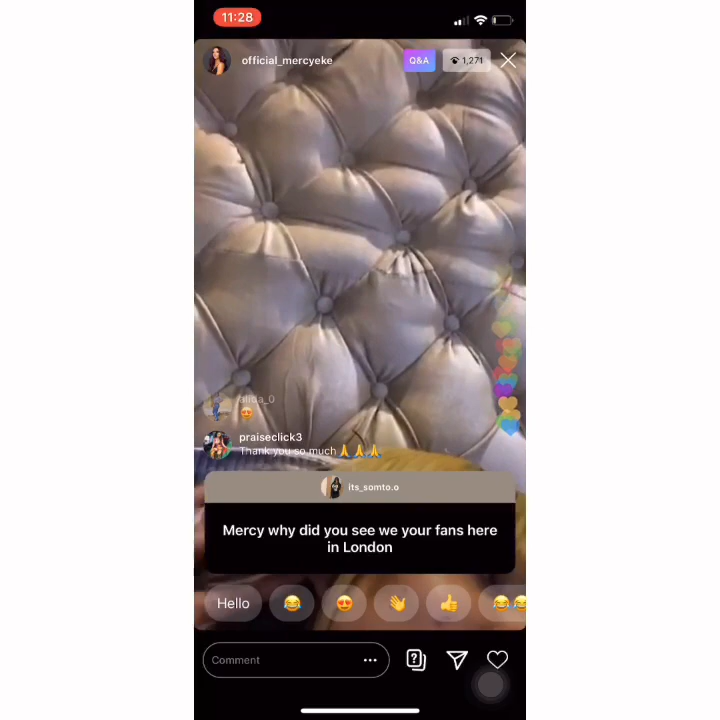 11:28
official_mercyeke
Q&A
1,271
praiseclick3
Thank you so much 🙏🙏🙏
its_somto.o
Mercy why did you see we your fans here
in London
Hello
Comment